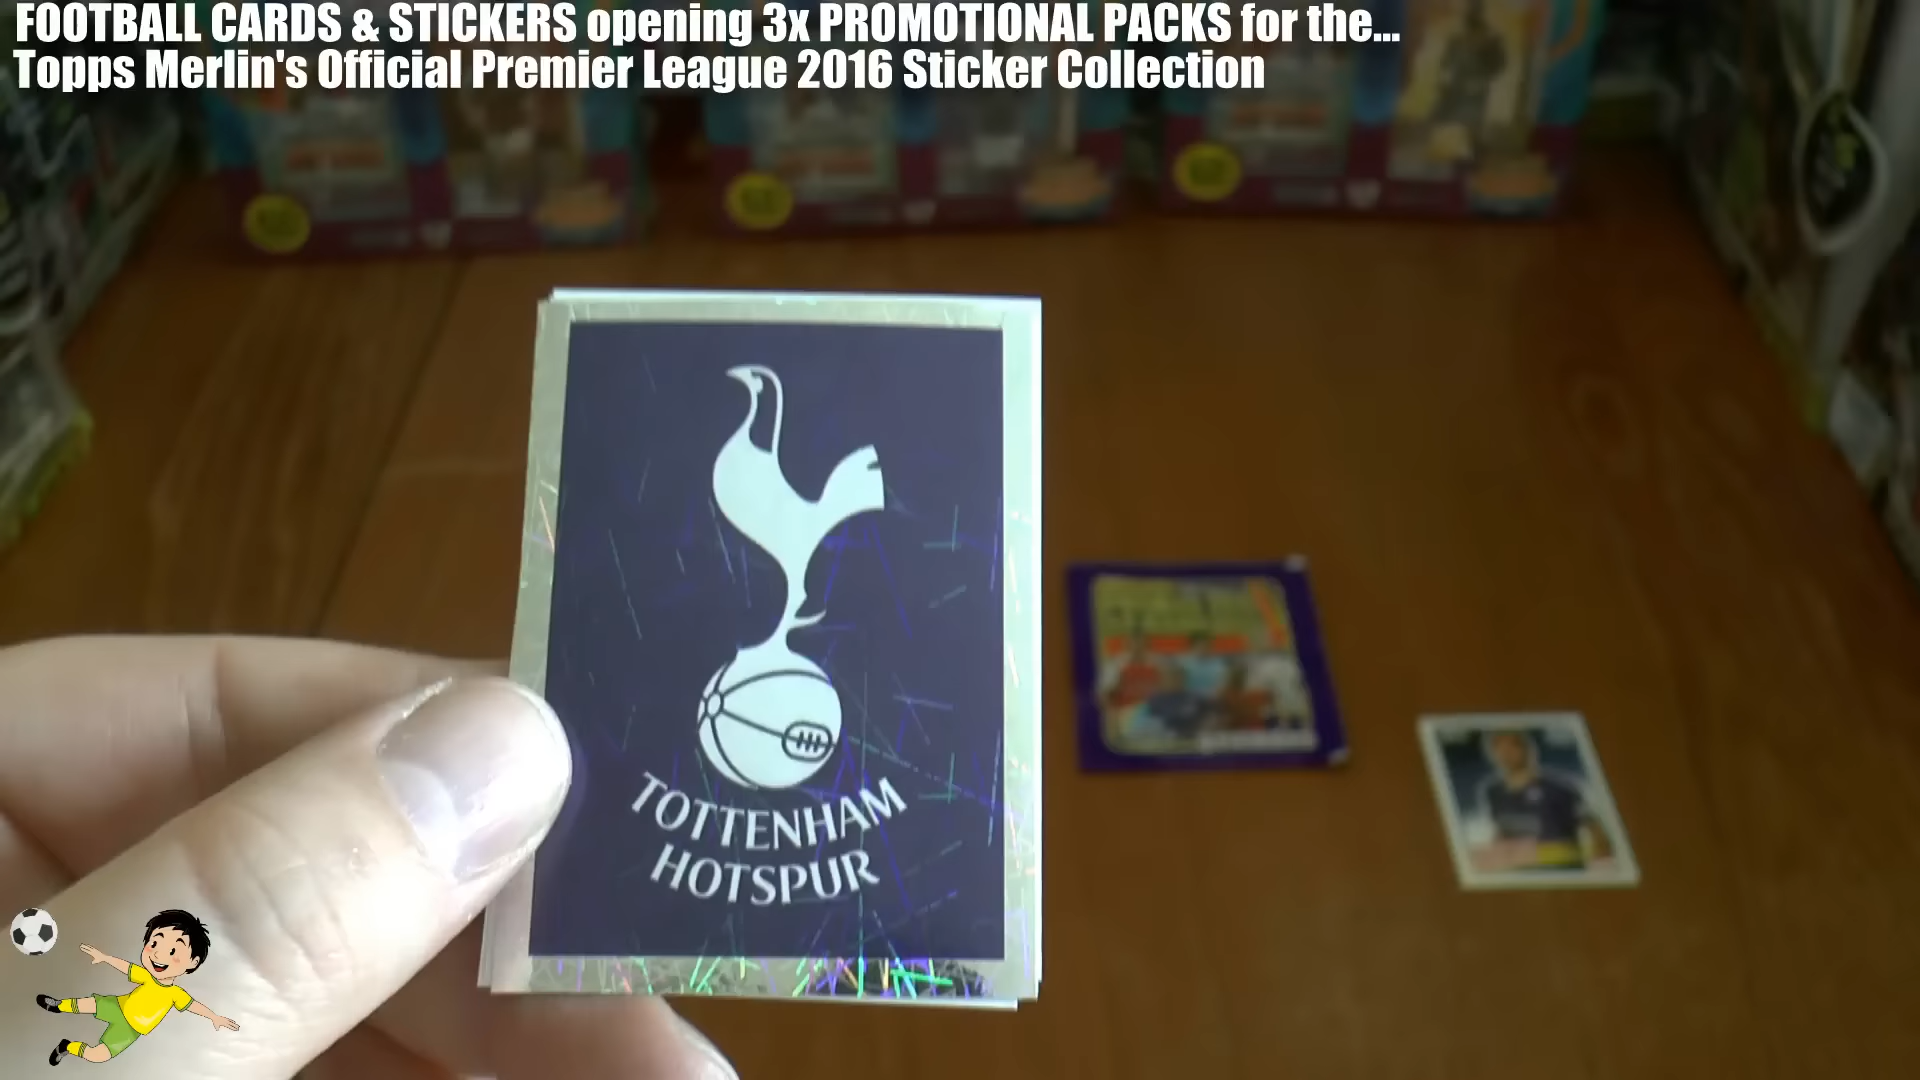 FOOTBALL CARDS & STICKERS opening 3x PROMOTIONAL PACKS for the...
Topps Merlin's Official Premier League 2016 Sticker Collection
TOTTENHAM
HOTSPUR